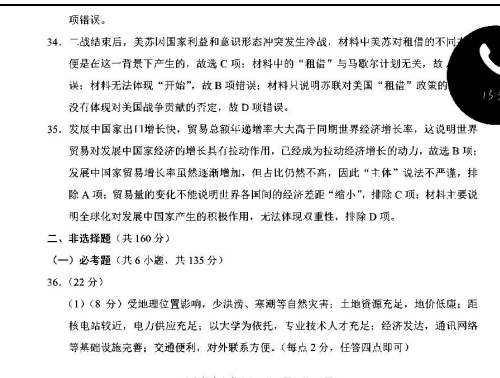 项错误。
34. 二战结束后，美苏因国家利益和意识形态冲突发生冷战，材料中美苏对租借的不同
便是在这一背景下产生的，故选 C 项；材料中的“租借”与马歇尔计划无关，故
误；材料无法体现“开始”，故 B 项错误；材料只说明苏联对美国“租借”政策的
没有体现对美国战争贡献的否定，故 D 项错误。
35. 发展中国家出口增长快，贸易总额年递增率大大高于同期世界经济增长率，这说明世界
贸易对发展中国家经济的增长具有拉动作用，已经成为拉动经济增长的动力，故选 B 项；
发展中国家贸易增长率虽然逐渐增加，但占比仍然不高，因此“主体”说法不严谨，排
除 A 项；贸易量的变化不能说明世界各国间的经济差距“缩小”，排除 C 项；材料主要说
明全球化对发展中国家产生的积极作用，无法体现双重性，排除 D 项。
二、非选择题（共 160 分）
（一）必考题（共 6 小题，共 135 分）
36.（22 分）
（1）（8 分）受地理位置影响，少洪涝、寒潮等自然灾害；土地资源充足，地价低廉；距
核电站较近，电力供应充足；以大学为依托，专业技术人才充足；经济发达，通讯网络
等基础设施完善；交通便利，对外联系方便。（每点 2 分，任答四点即可）